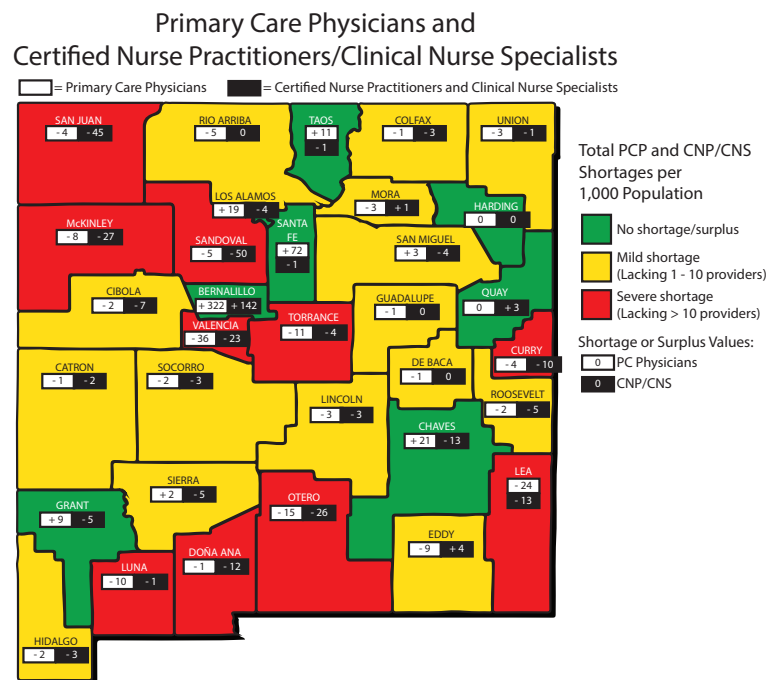 Primary Care Physicians and
Certified Nurse Practitioners/Clinical Nurse Specialists
= Primary Care Physicians = Certified Nurse Practitioners and Clinical Nurse Specialists
SAN JUAN
- 4 - 45
RIO ARRIBA
- 5 0
TAOS
+ 11
- 1
COLFAX
- 1 - 3
UNION
- 3 - 1
LOS ALAMOS
+ 19 - 4
MORA
- 3 + 1
HARDING
0 0
McKINLEY
- 8 - 27
SANDOVAL
- 5 - 50
SANTA
FE
+ 72
- 1
SAN MIGUEL
+ 3 - 4
CIBOLA
- 2 - 7
BERNALILLO
+ 322 + 142
VALENCIA
- 36 - 23
TORRANCE
- 11 - 4
GUADALUPE
- 1 0
QUAY
0 + 3
CURRY
- 4 - 10
CATRON
- 1 - 2
SOCORRO
- 2 - 3
DE BACA
- 1 0
ROOSEVELT
- 2 - 5
LINCOLN
- 3 - 3
CHAVES
+ 21 - 13
LEA
- 24
- 13
SIERRA
+ 2 - 5
GRANT
+ 9 - 5
OTERO
- 15 - 26
EDDY
- 9 + 4
DOÑA ANA
- 1 - 12
LUNA
- 10 - 1
HIDALGO
- 2 - 3
Total PCP and CNP/CNS
Shortages per
1,000 Population
No shortage/surplus
Mild shortage
(Lacking 1 - 10 providers)
Severe shortage
(Lacking > 10 providers)
Shortage or Surplus Values:
0 PC Physicians
0 CNP/CNS